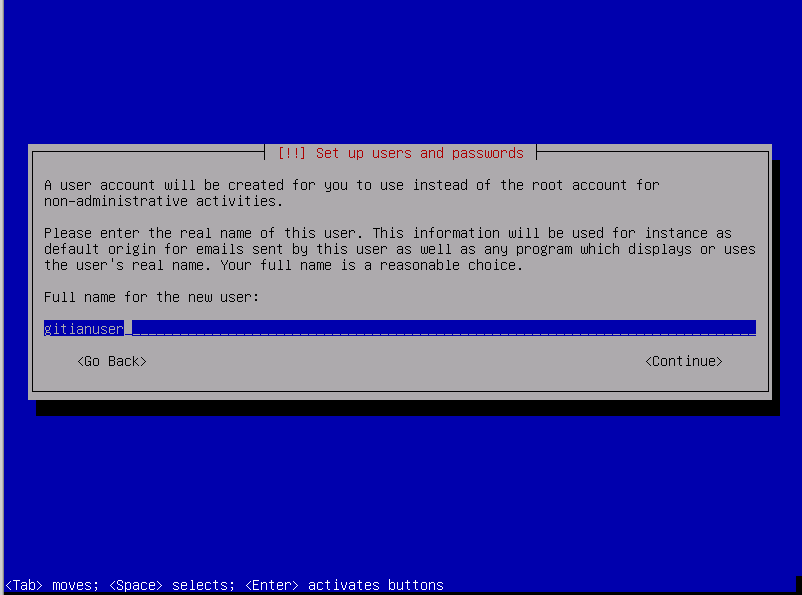 [!!] Set up users and passwords
A user account will be created for you to use instead of the root account for
non-administrative activities.
Please enter the real name of this user. This information will be used for instance as
default origin for emails sent by this user as well as any program which displays or uses
the user's real name. Your full name is a reasonable choice.
Full name for the new user:
gitianuser
<Go Back> <Continue>
<Tab> moves; <Space> selects; <Enter> activates buttons